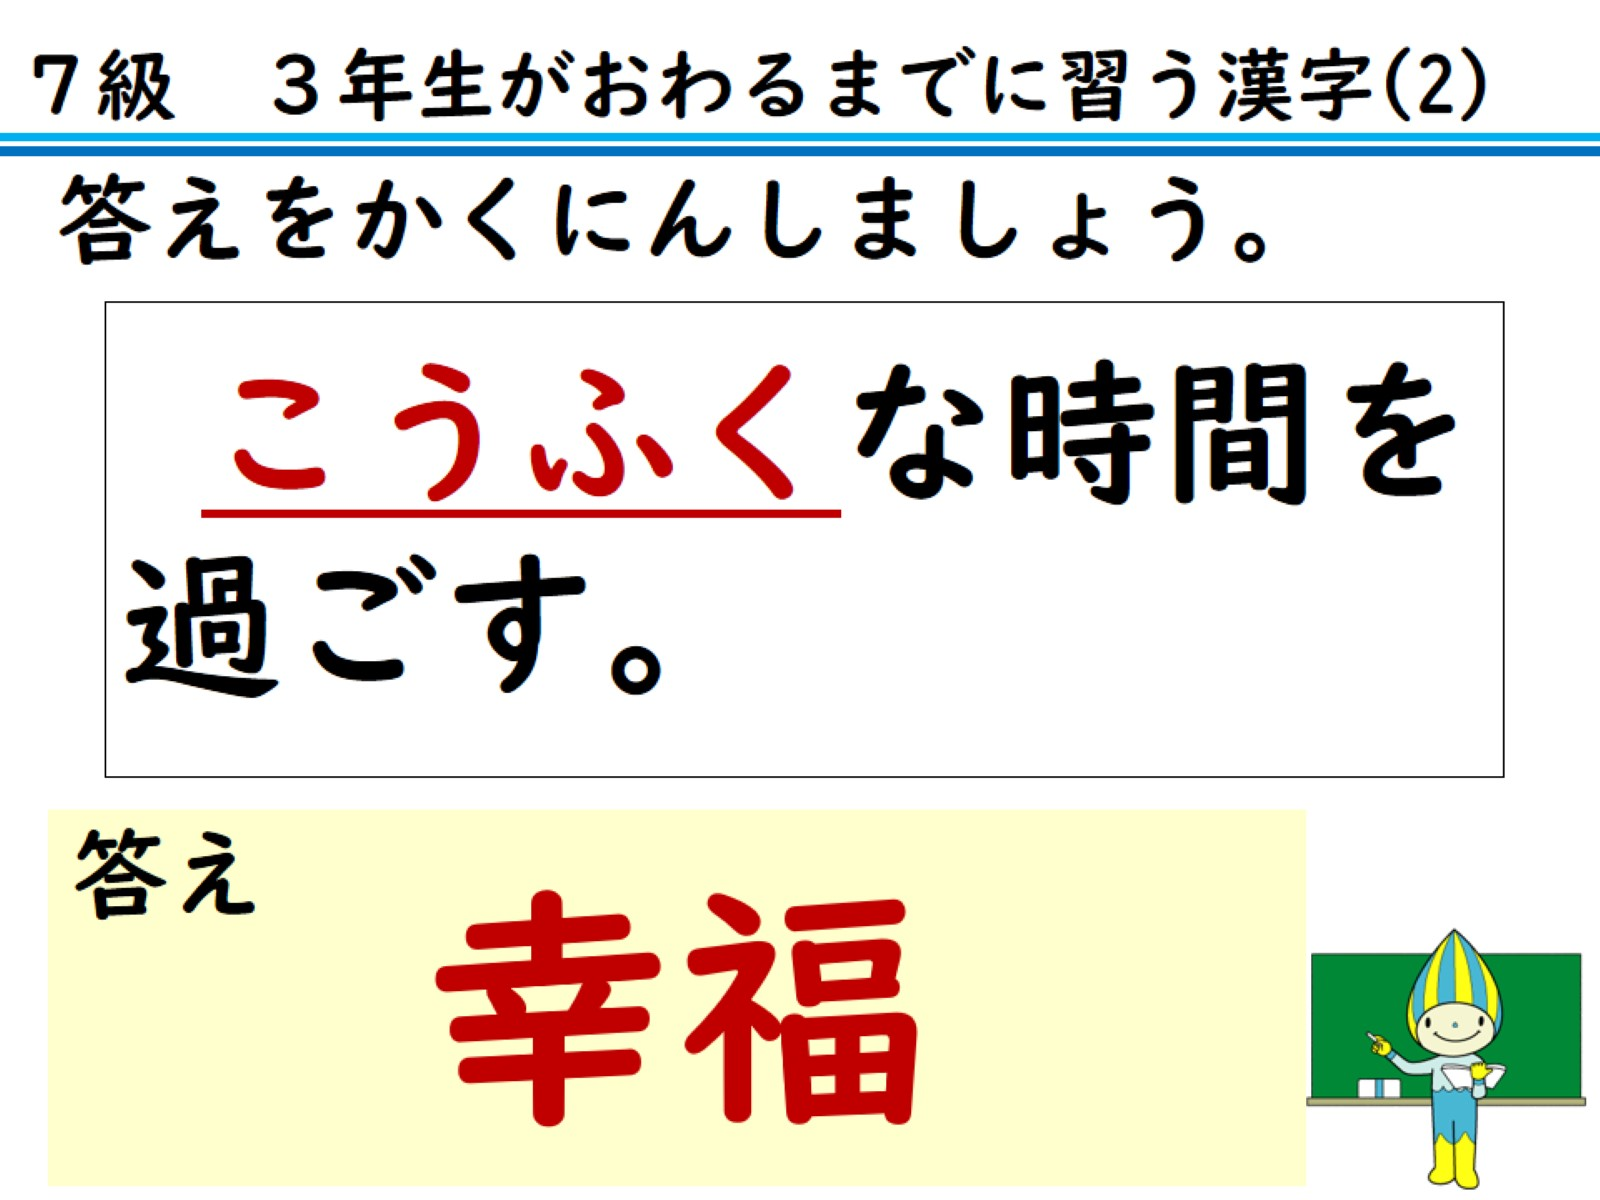 ７級　３年生がおわるまでに習う漢字(2)
答えをかくにんしましょう。
こうふくな時間を
過ごす。
答え
幸福